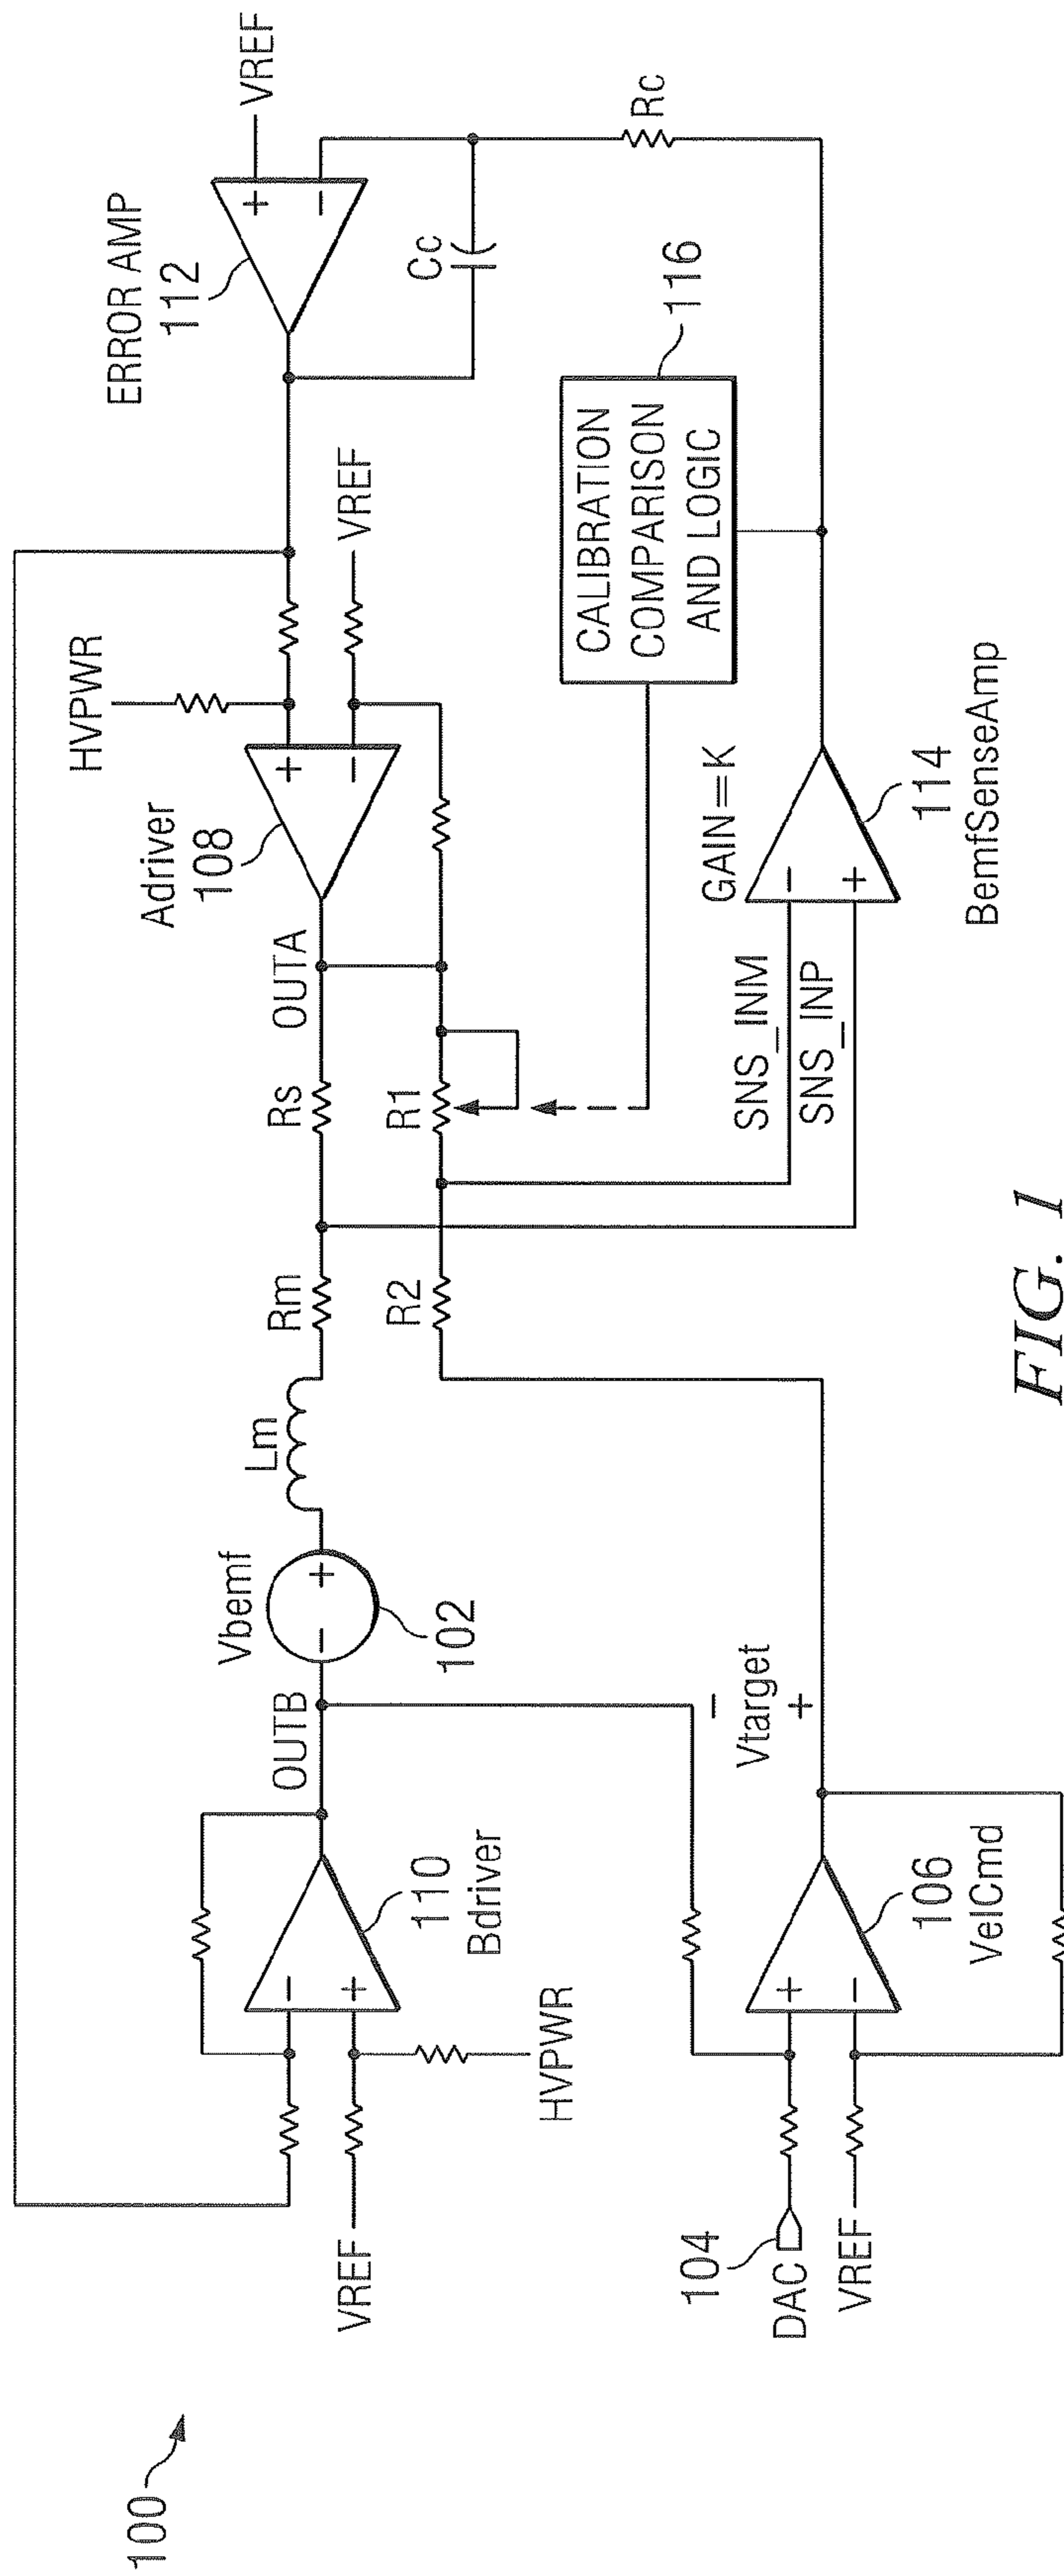 100
VREF
HVPWR
110
Bdriver
OUTB
Vbemf
-
+
102
Lm
Rm
Rs
OUTA
Adriver
108
HVPWR
VREF
ERROR AMP
112
VREF
+
-
Cc
Rc
R2
R1
104
DAC
VREF
106
VelCmd
-
Vtarget
+
SNS_INM
SNS_INP
GAIN=K
114
BemfSenseAmp
CALIBRATION
COMPARISON
AND LOGIC
116
FIG. 1